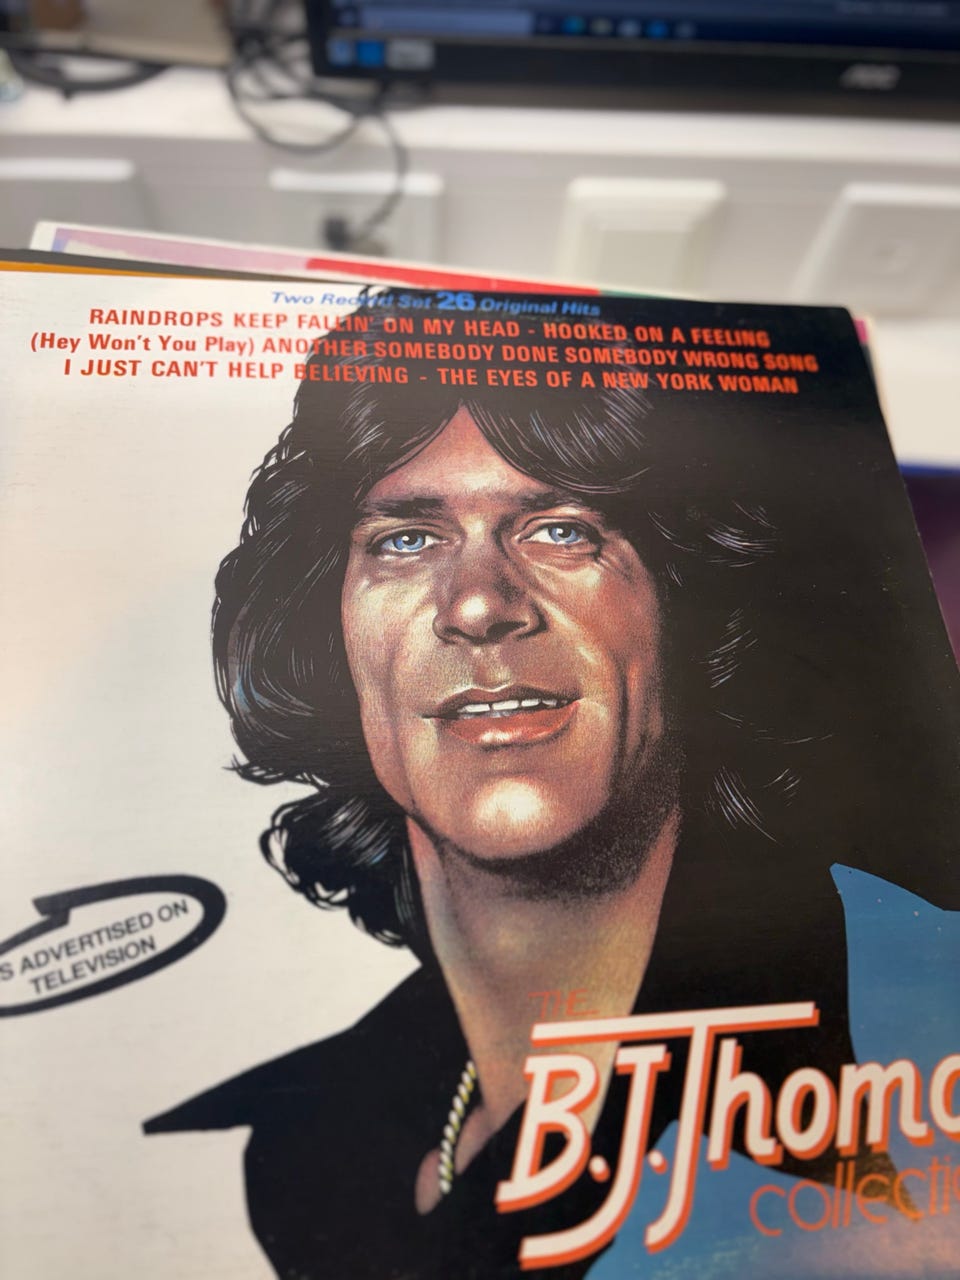 AOC
Two Record Set 26 Original Hits
RAINDROPS KEEP FALLIN' ON MY HEAD - HOOKED ON A FEELING
(Hey Won't You Play) ANOTHER SOMEBODY DONE SOMEBODY WRONG SONG
I JUST CAN'T HELP BELIEVING - THE EYES OF A NEW YORK WOMAN
S ADVERTISED ON
TELEVISION
THE
B.J.Thoma
collectio